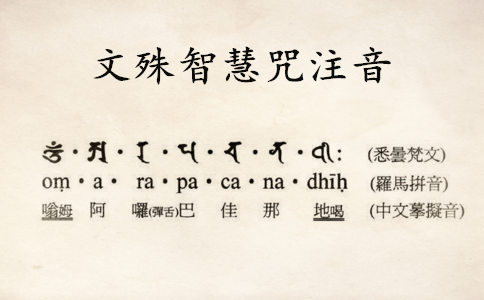 文殊智慧咒注音
𑖌𑖼 · 𑖀 · 𑖨 · 𑖢 · 𑖓 · 𑖡 · 𑖠𑖱𑖾 (悉曇梵文)
oṃ · a · ra · pa · ca · na · dhīḥ (羅馬拼音)
嗡姆 阿 囉(彈舌)巴 佳 那 地喝 (中文摹擬音)